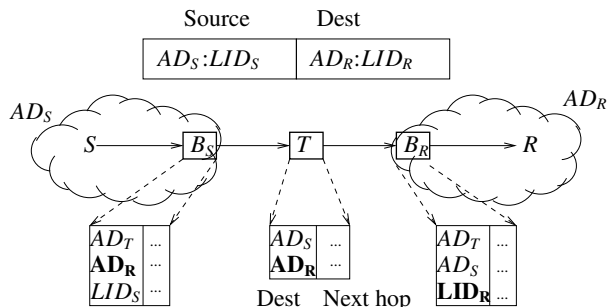 Source Dest
AD_S:LID_S AD_R:LID_R
AD_S AD_R
S B_S T B_R R
AD_T ... AD_S ... AD_T ...
AD_R ... AD_R ... AD_S ...
LID_S ... LID_R ...
Dest Next hop